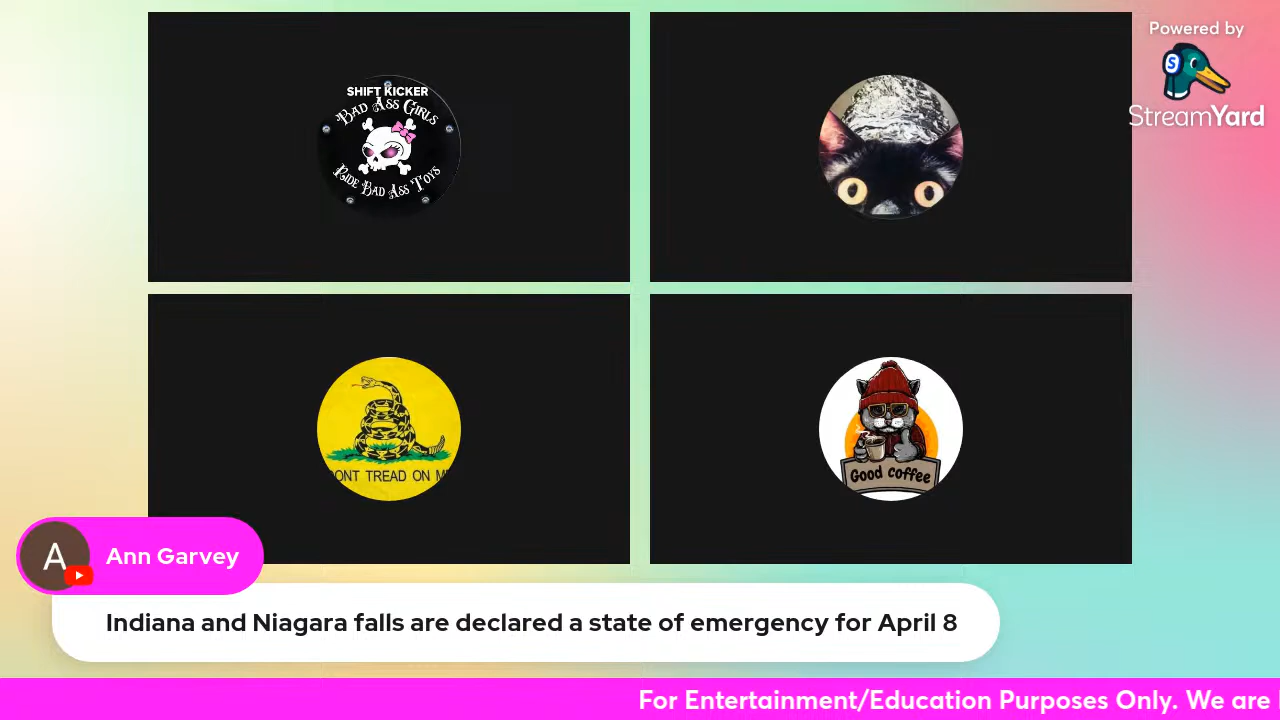 Powered by
StreamYard
S
SHIFT KICKER
BAD ASS GIRLS
RIDE BAD ASS TOYS
DONT TREAD ON M
Good coffee
A
Ann Garvey
Indiana and Niagara falls are declared a state of emergency for April 8
For Entertainment/Education Purposes Only. We are